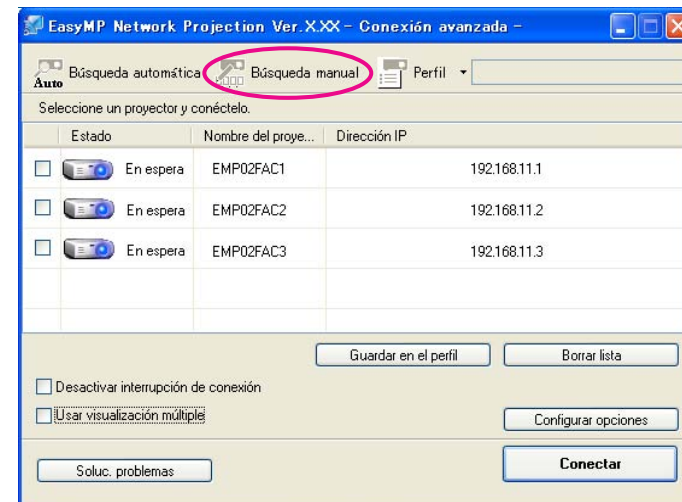 EasyMP Network Projection Ver.X.XX - Conexión avanzada -
Auto Búsqueda automática Búsqueda manual Perfil
Seleccione un proyector y conéctelo.
Estado Nombre del proye... Dirección IP
En espera EMP02FAC1 192.168.11.1
En espera EMP02FAC2 192.168.11.2
En espera EMP02FAC3 192.168.11.3
Guardar en el perfil Borrar lista
Desactivar interrupción de conexión
Usar visualización múltiple
Configurar opciones
Soluc. problemas Conectar